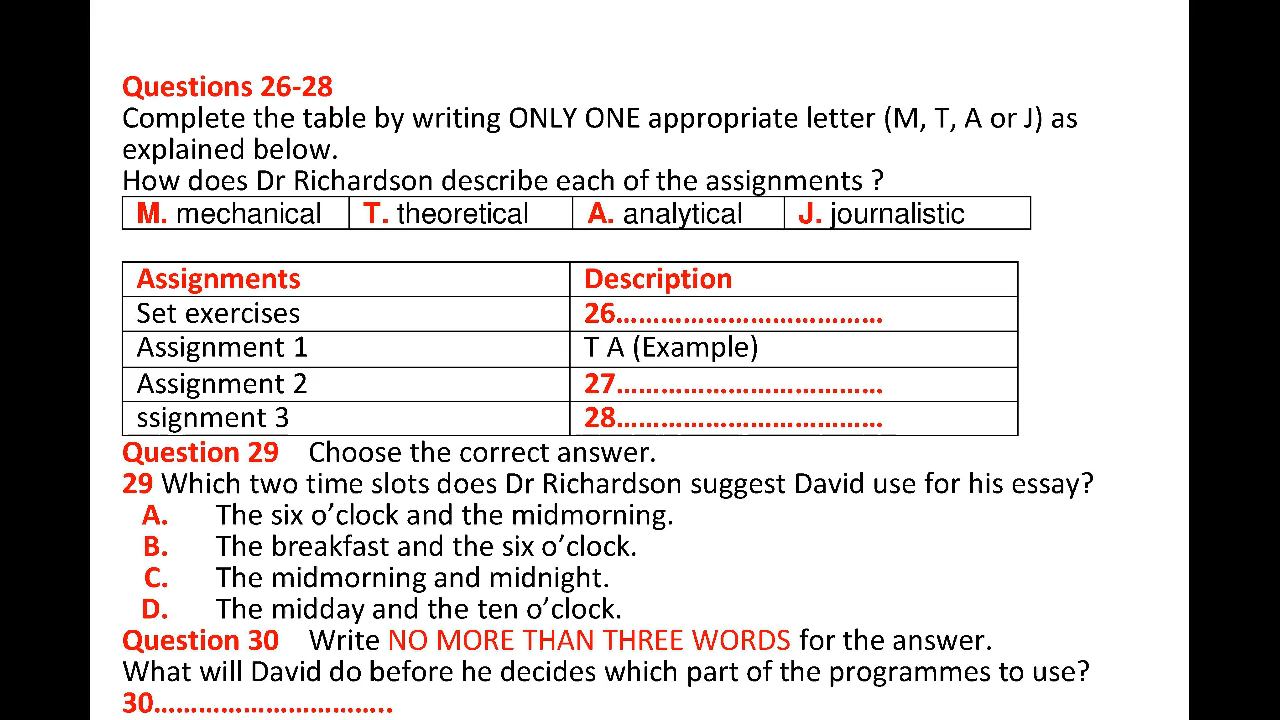 Questions 26-28
Complete the table by writing ONLY ONE appropriate letter (M, T, A or J) as
explained below.
How does Dr Richardson describe each of the assignments ?
M. mechanical T. theoretical A. analytical J. journalistic
Assignments Description
Set exercises 26………………………………
Assignment 1 T A (Example)
Assignment 2 27………………………………
ssignment 3 28………………………………
Question 29 Choose the correct answer.
29 Which two time slots does Dr Richardson suggest David use for his essay?
A. The six o’clock and the midmorning.
B. The breakfast and the six o’clock.
C. The midmorning and midnight.
D. The midday and the ten o’clock.
Question 30 Write NO MORE THAN THREE WORDS for the answer.
What will David do before he decides which part of the programmes to use?
30…………………………..